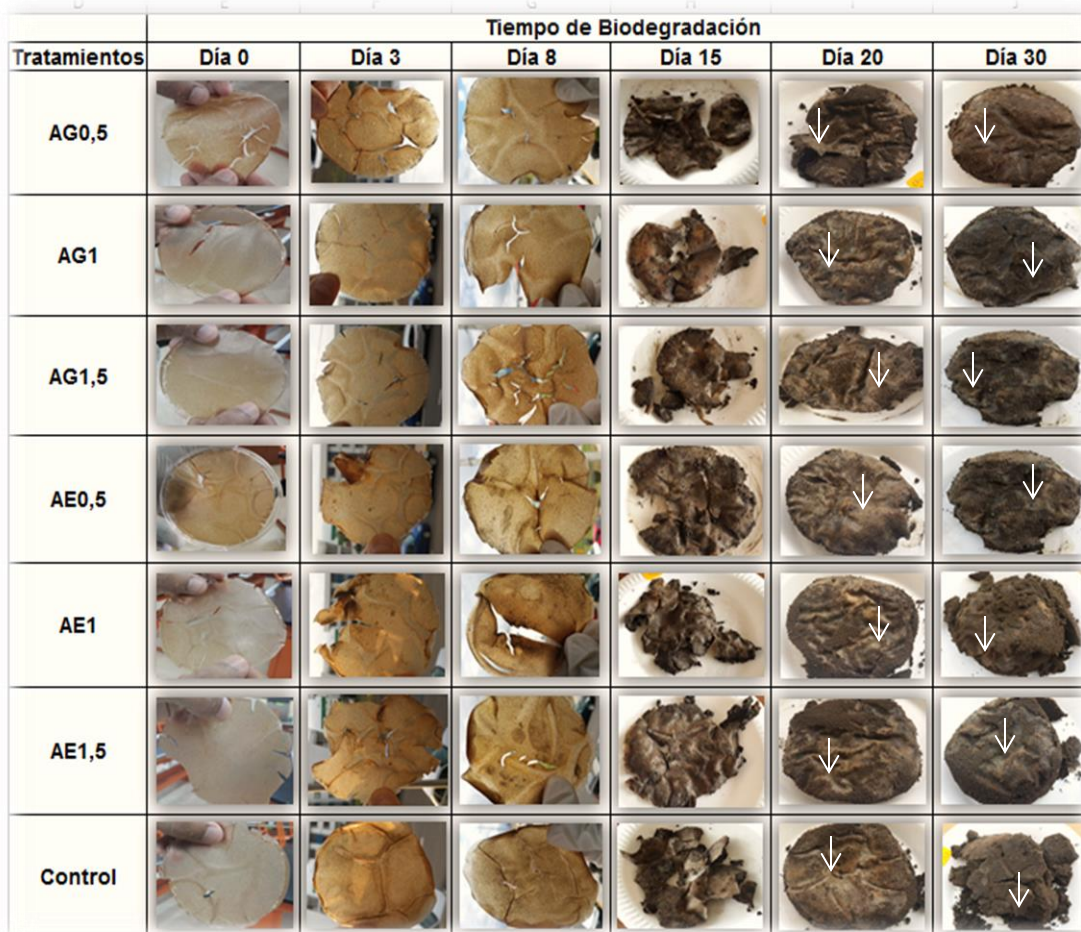 Tiempo de Biodegradación
Tratamientos Día 0 Día 3 Día 8 Día 15 Día 20 Día 30
AG0,5
AG1
AG1,5
AE0,5
AE1
AE1,5
Control